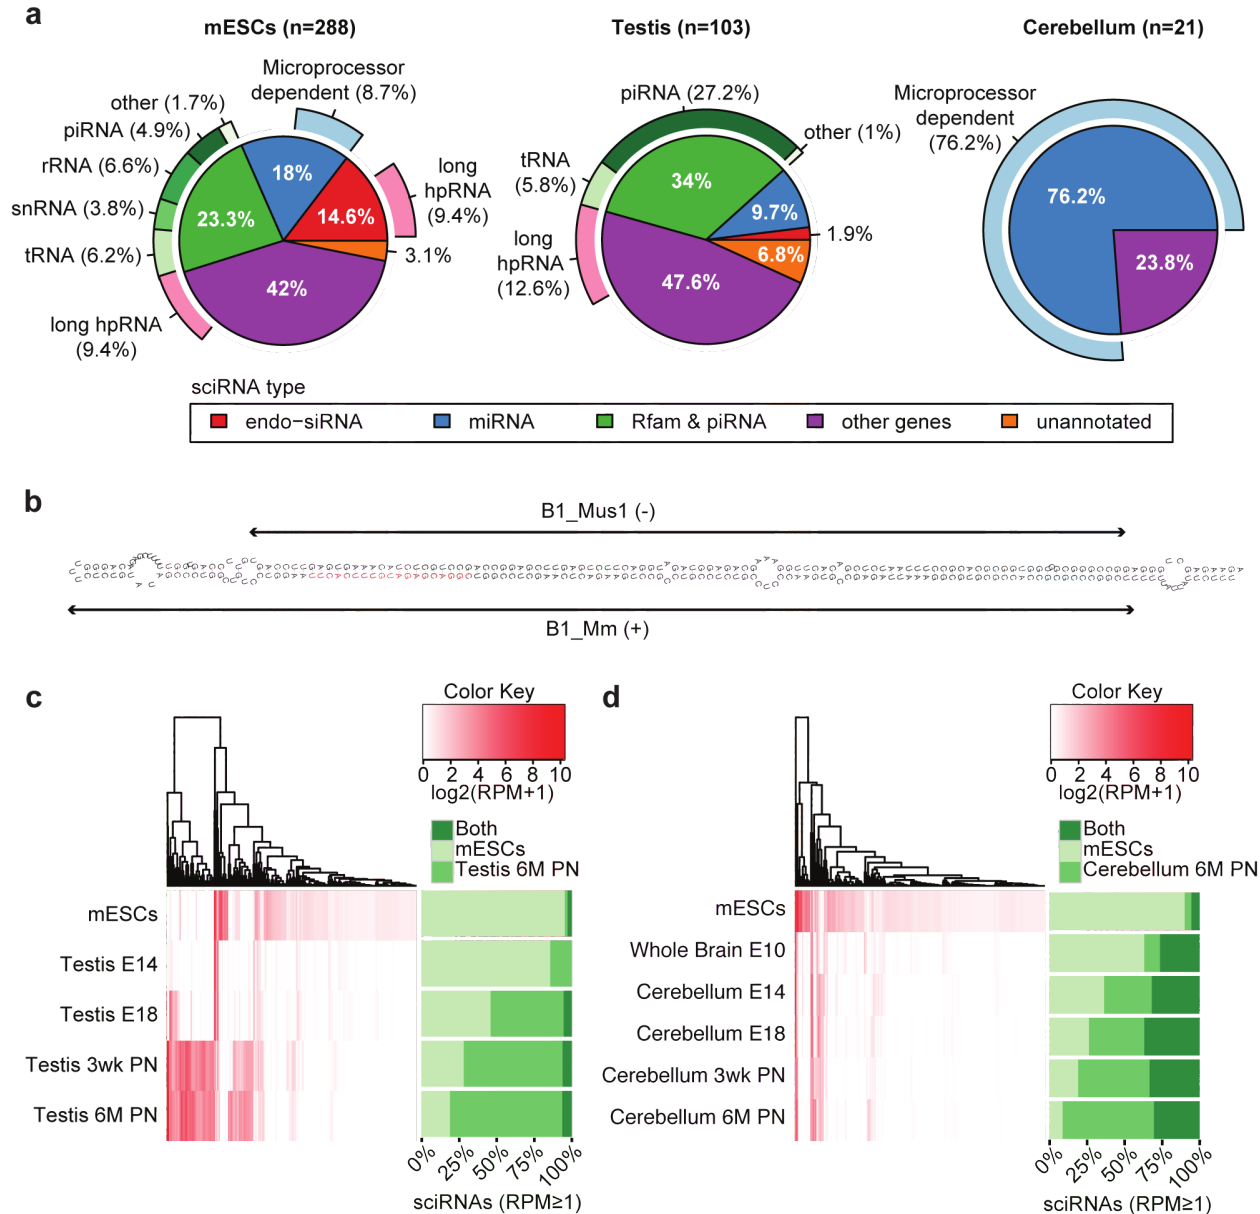 a
mESCs (n=288)
Testis (n=103)
Cerebellum (n=21)
Microprocessor
dependent (8.7%)
other (1.7%)
piRNA (4.9%)
rRNA (6.6%)
snRNA (3.8%)
tRNA (6.2%)
long hpRNA
(9.4%)
long
hpRNA
(9.4%)
18%
14.6%
23.3%
3.1%
42%
piRNA (27.2%)
other (1%)
tRNA
(5.8%)
long
hpRNA
(12.6%)
34%
9.7%
1.9%
6.8%
47.6%
Microprocessor
dependent
(76.2%)
76.2%
23.8%
sciRNA type
endo-siRNA
miRNA
Rfam & piRNA
other genes
unannotated
b
B1_Mus1 (-)
B1_Mm (+)
c
Color Key
0 2 4 6 8 10
log2(RPM+1)
Both
mESCs
Testis 6M PN
mESCs
Testis E14
Testis E18
Testis 3wk PN
Testis 6M PN
0% 25% 50% 75% 100%
sciRNAs (RPM≥1)
d
Color Key
0 2 4 6 8 10
log2(RPM+1)
Both
mESCs
Cerebellum 6M PN
mESCs
Whole Brain E10
Cerebellum E14
Cerebellum E18
Cerebellum 3wk PN
Cerebellum 6M PN
0% 25% 50% 75% 100%
sciRNAs (RPM≥1)